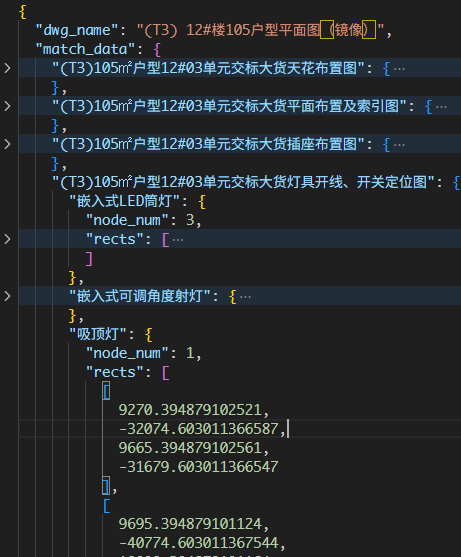 {
"dwg_name": "(T3) 12#楼105户型平面图（镜像）",
"match_data": {
"(T3)105㎡户型12#03单元交标大货天花布置图": {…
},
"(T3)105㎡户型12#03单元交标大货平面布置及索引图": {…
},
"(T3)105㎡户型12#03单元交标大货插座布置图": {…
},
"(T3)105㎡户型12#03单元交标大货灯具开线、开关定位图": {
"嵌入式LED筒灯": {
"node_num": 3,
"rects": […
]
},
"嵌入式可调角度射灯": {…
},
"吸顶灯": {
"node_num": 1,
"rects": [
[
9270.394879102521,
-32074.603011366587,
9665.394879102561,
-31679.603011366547
],
[
9695.394879101124,
-40774.603011367544,